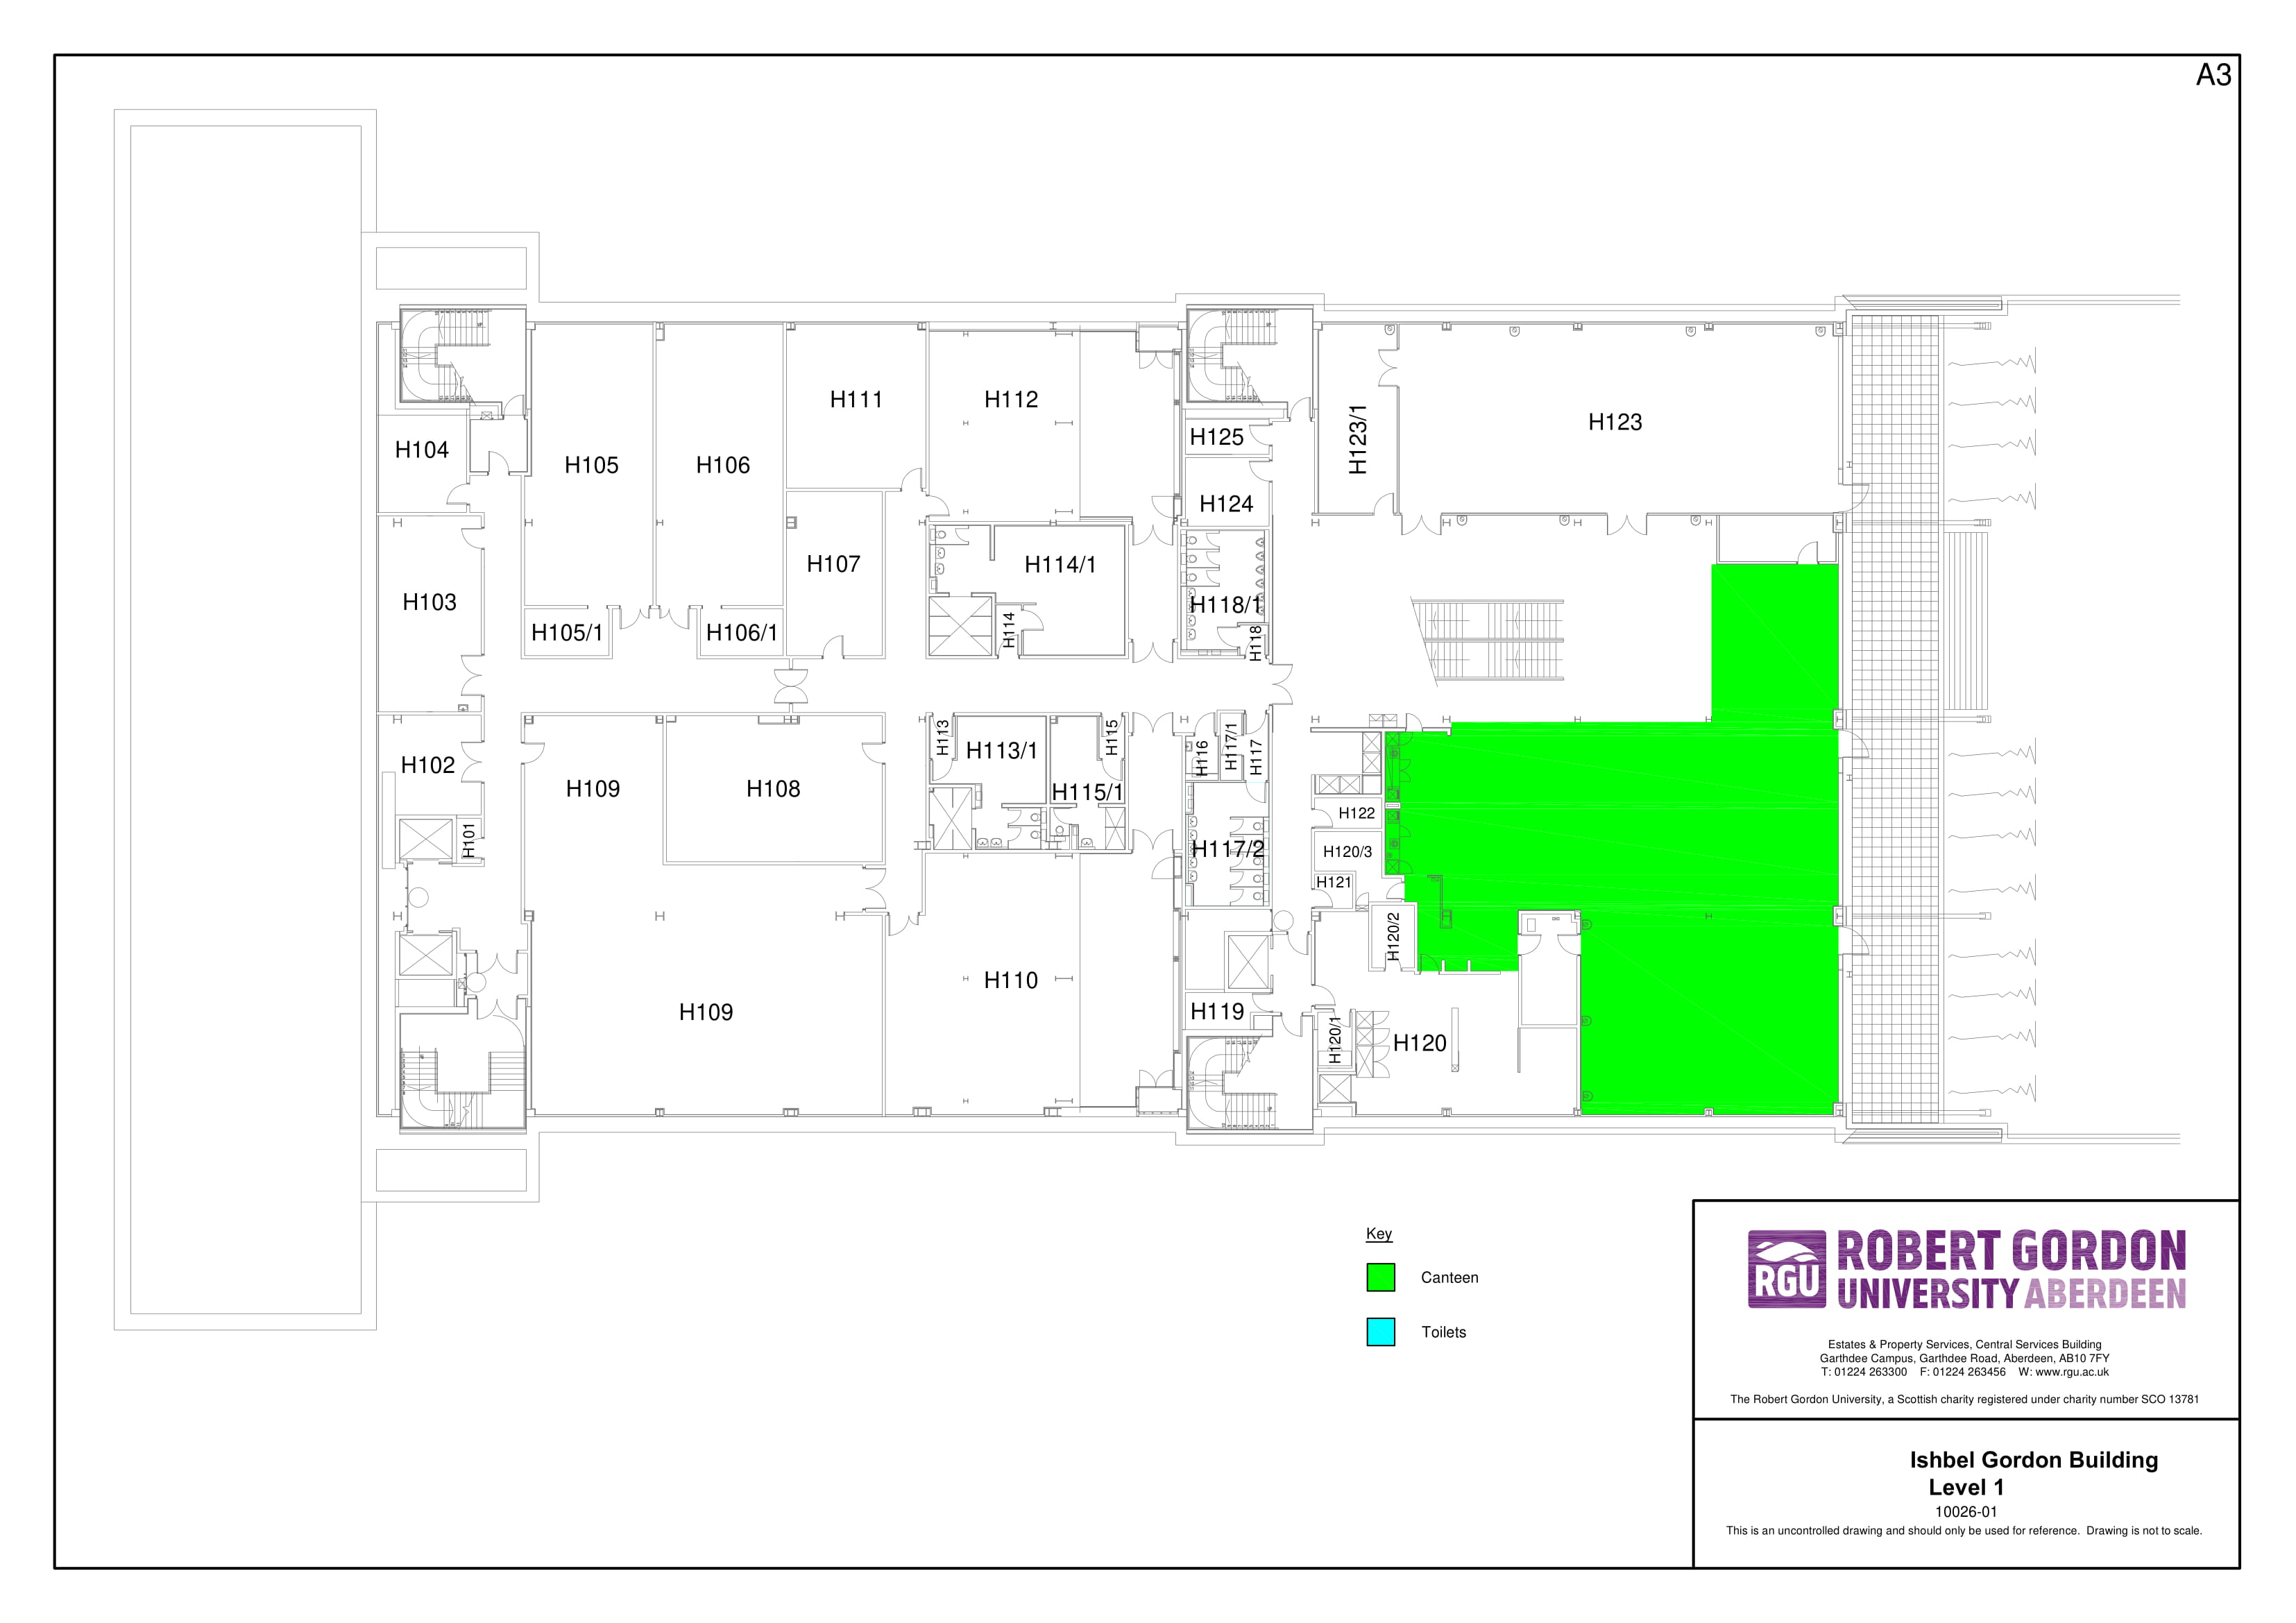 A3
H104
H105
H106
H111
H112
H125
H124
H123/1
H123
H103
H105/1
H106/1
H107
H114/1
H114
H118/1
H118
H102
H101
H109
H108
H113
H113/1
H115
H115/1
H116
H117/1
H117
H117/2
H122
H120/3
H121
H120/2
H109
H110
H119
H120/1
H120
Key
Canteen
Toilets
RGU
ROBERT GORDON
UNIVERSITY ABERDEEN
Estates & Property Services, Central Services Building
Garthdee Campus, Garthdee Road, Aberdeen, AB10 7FY
T: 01224 263300 F: 01224 263456 W: www.rgu.ac.uk
The Robert Gordon University, a Scottish charity registered under charity number SCO 13781
Ishbel Gordon Building
Level 1
10026-01
This is an uncontrolled drawing and should only be used for reference. Drawing is not to scale.